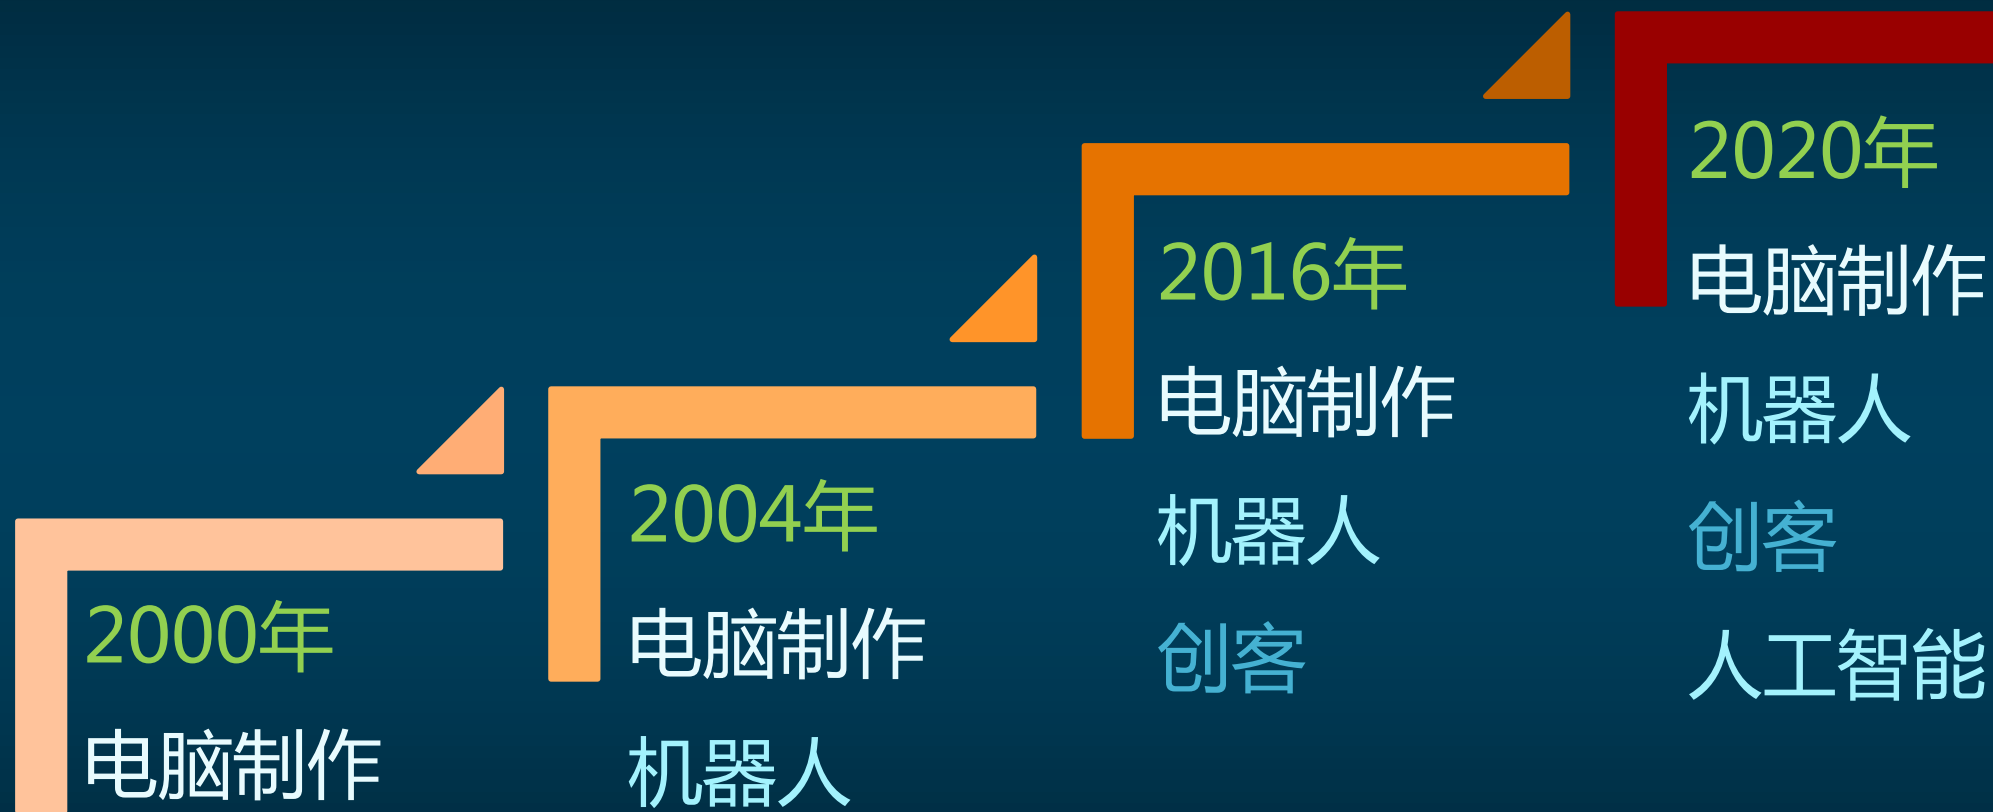 2000年
电脑制作
2004年
电脑制作
机器人
2016年
电脑制作
机器人
创客
2020年
电脑制作
机器人
创客
人工智能